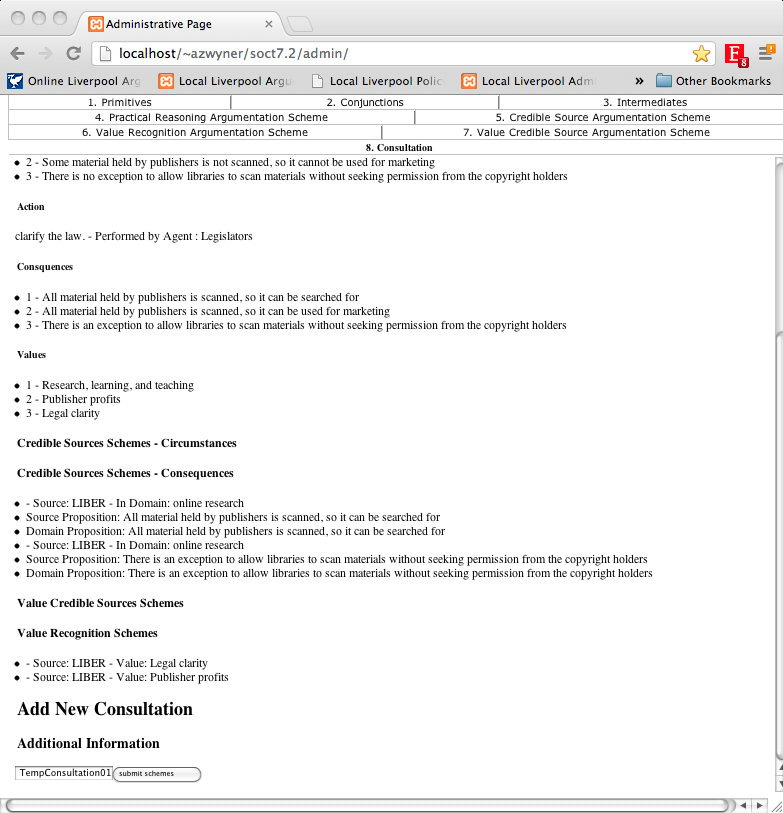 Administrative Page
localhost/~azwyner/soct7.2/admin/
8
Online Liverpool Arg Local Liverpool Argu Local Liverpool Polic Local Liverpool Adm » Other Bookmarks
1. Primitives 2. Conjunctions 3. Intermediates
4. Practical Reasoning Argumentation Scheme 5. Credible Source Argumentation Scheme
6. Value Recognition Argumentation Scheme 7. Value Credible Source Argumentation Scheme
8. Consultation
2 - Some material held by publishers is not scanned, so it cannot be used for marketing
3 - There is no exception to allow libraries to scan materials without seeking permission from the copyright holders
Action
clarify the law. - Performed by Agent : Legislators
Consquences
1 - All material held by publishers is scanned, so it can be searched for
2 - All material held by publishers is scanned, so it can be used for marketing
3 - There is an exception to allow libraries to scan materials without seeking permission from the copyright holders
Values
1 - Research, learning, and teaching
2 - Publisher profits
3 - Legal clarity
Credible Sources Schemes - Circumstances
Credible Sources Schemes - Consequences
- Source: LIBER - In Domain: online research
Source Proposition: All material held by publishers is scanned, so it can be searched for
Domain Proposition: All material held by publishers is scanned, so it can be searched for
- Source: LIBER - In Domain: online research
Source Proposition: There is an exception to allow libraries to scan materials without seeking permission from the copyright holders
Domain Proposition: There is an exception to allow libraries to scan materials without seeking permission from the copyright holders
Value Credible Sources Schemes
Value Recognition Schemes
- Source: LIBER - Value: Legal clarity
- Source: LIBER - Value: Publisher profits
Add New Consultation
Additional Information
TempConsultation01 submit schemes